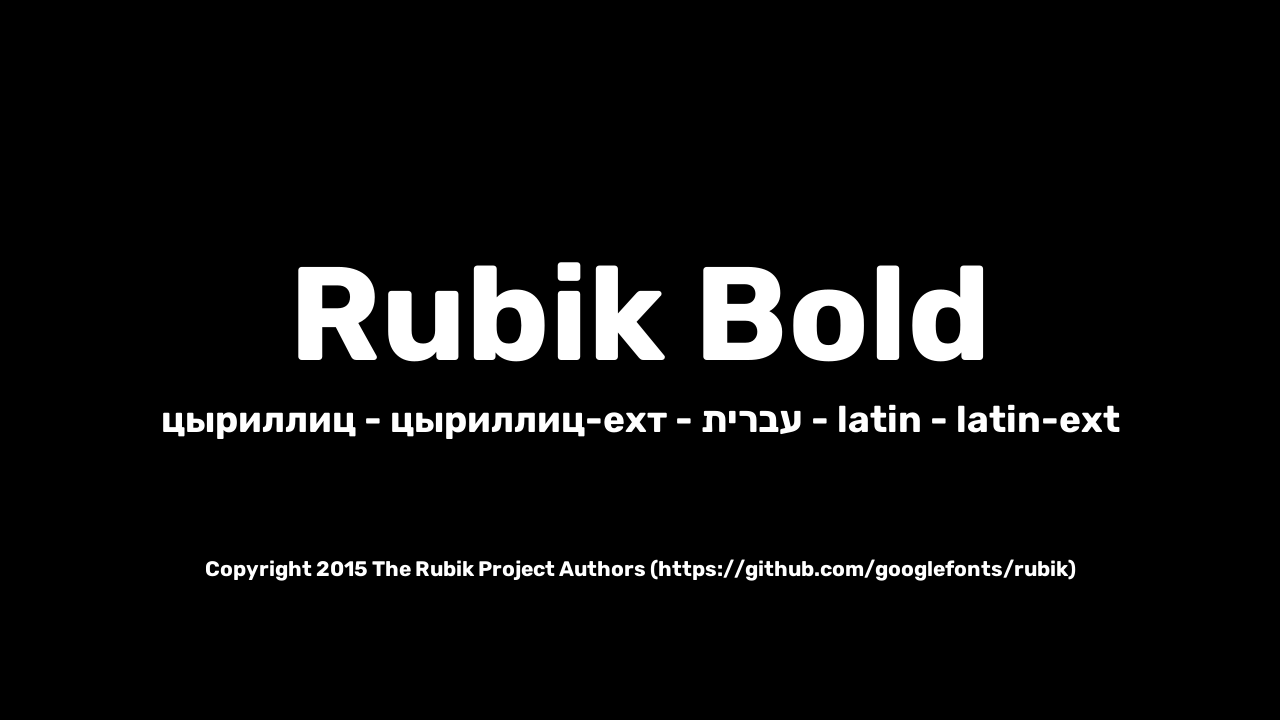 Rubik Bold
цыриллиц - цыриллиц-ехт - עברית - latin - latin-ext
Copyright 2015 The Rubik Project Authors (https://github.com/googlefonts/rubik)